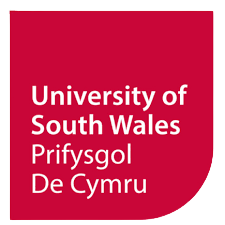 University of
South Wales
Prifysgol
De Cymru